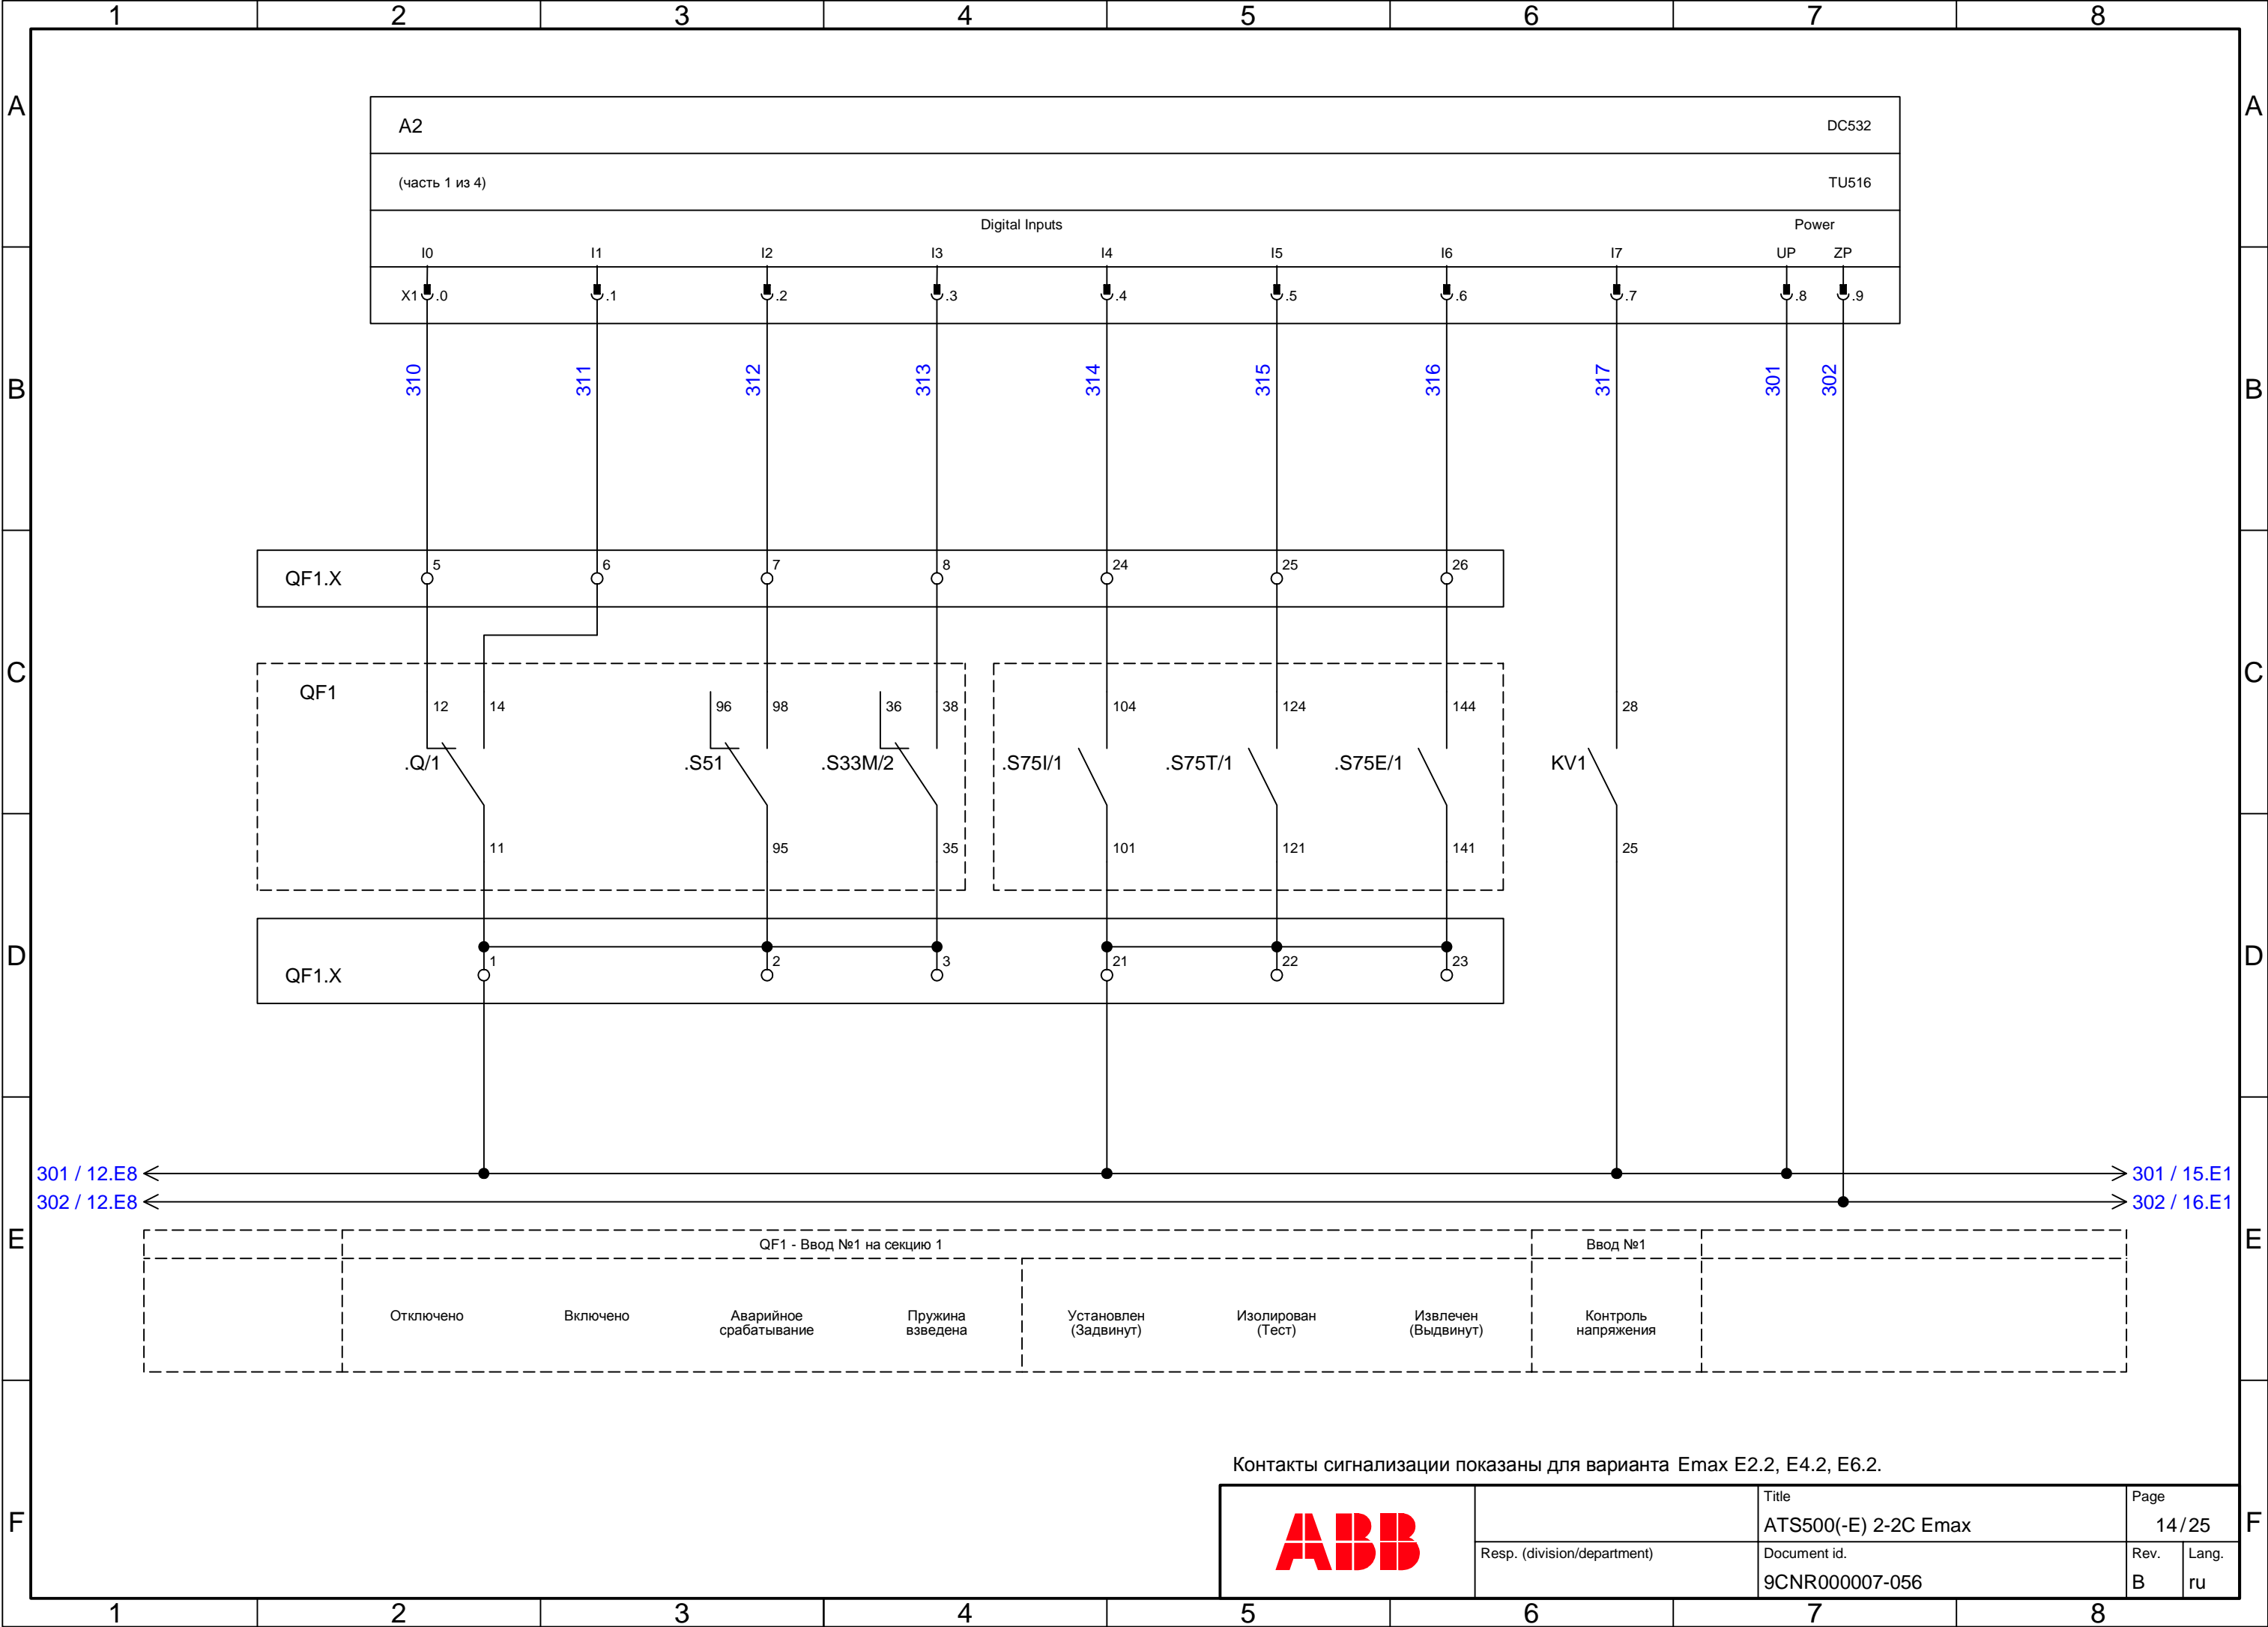 1 2 3 4 5 6 7 8
A A
A2 DC532
(часть 1 из 4) TU516
Digital Inputs Power
I0 I1 I2 I3 I4 I5 I6 I7 UP ZP
X1 .0 .1 .2 .3 .4 .5 .6 .7 .8 .9
310 311 312 313 314 315 316 317 301 302
B B
QF1.X 5 6 7 8 24 25 26
C C
QF1
12 14 96 98 36 38 104 124 144 28
.Q/1 .S51 .S33M/2 .S75I/1 .S75T/1 .S75E/1 KV1
11 95 35 101 121 141 25
D D
QF1.X 1 2 3 21 22 23
301 / 12.E8 301 / 15.E1
302 / 12.E8 302 / 16.E1
E E
QF1 - Ввод №1 на секцию 1 Ввод №1
Отключено Включено Аварийное срабатывание Пружина взведена Установлен (Задвинут) Изолирован (Тест) Извлечен (Выдвинут) Контроль напряжения
Контакты сигнализации показаны для варианта Emax E2.2, E4.2, E6.2.
F F
ABB
Title Page
ATS500(-E) 2-2C Emax 14/25
Resp. (division/department) Document id. Rev. Lang.
9CNR000007-056 B ru
1 2 3 4 5 6 7 8